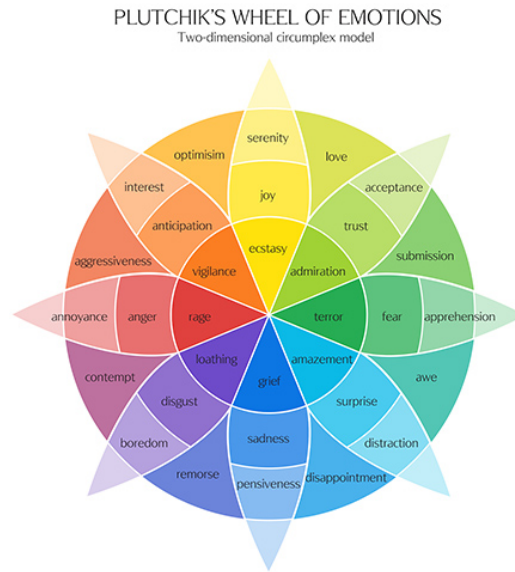 PLUTCHIK'S WHEEL OF EMOTIONS
Two-dimensional circumplex model
serenity
optimisim
love
interest
acceptance
joy
anticipation
trust
ecstasy
aggressiveness
submission
vigilance
admiration
annoyance
anger
rage
terror
fear
apprehension
loathing
amazement
contempt
awe
grief
disgust
surprise
sadness
boredom
distraction
remorse
pensiveness
disappointment